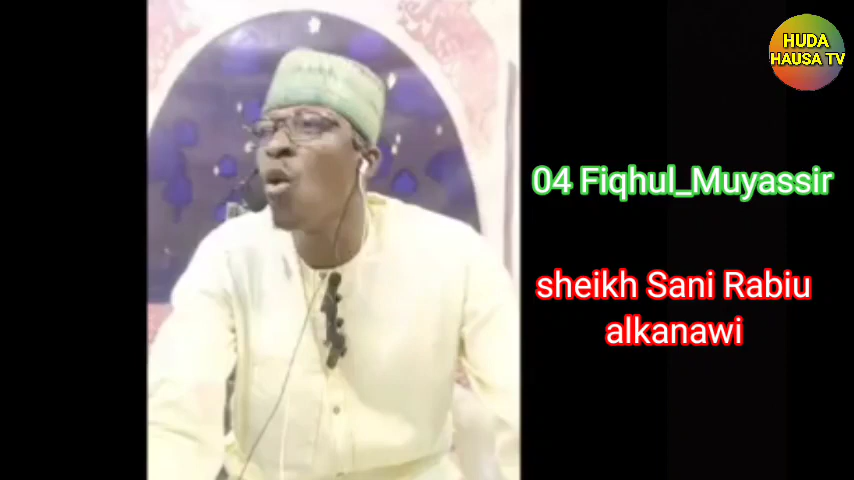 HUDA
HAUSA TV
04 Fiqhul_Muyassir
sheikh Sani Rabiu
alkanawi